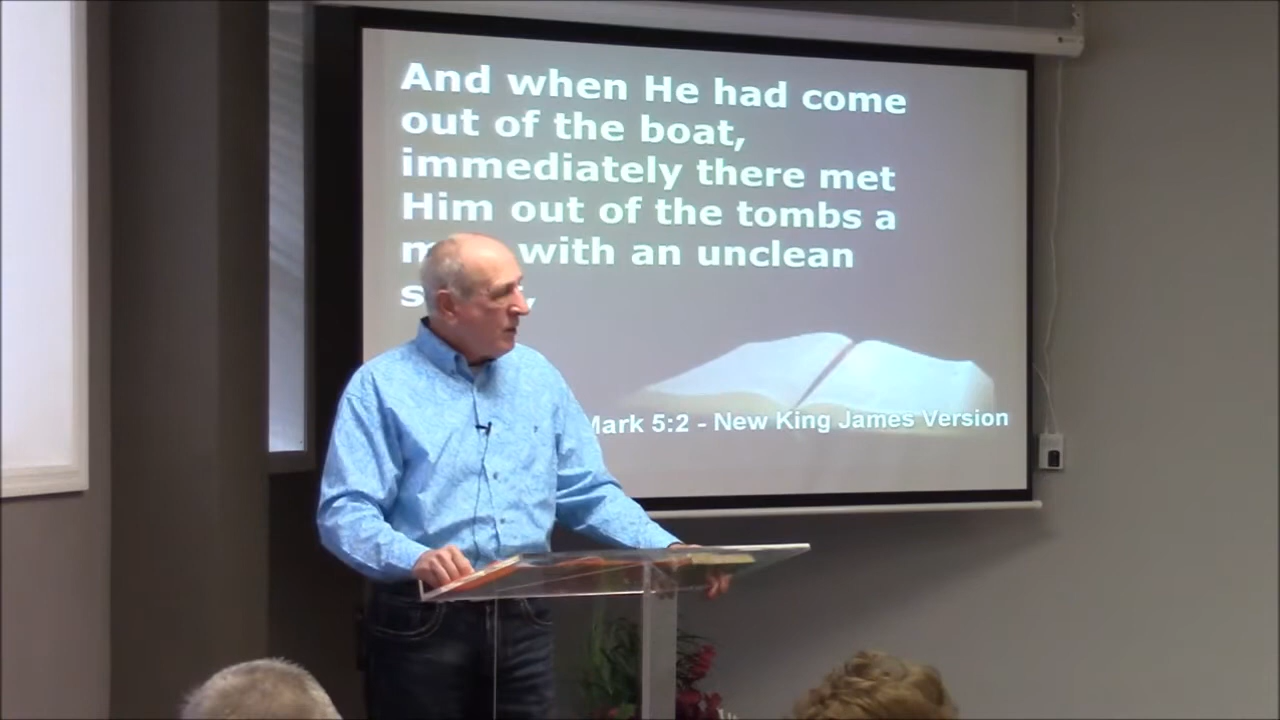 And when He had come
out of the boat,
immediately there met
Him out of the tombs a
with an unclean
Mark 5:2 - New King James Version